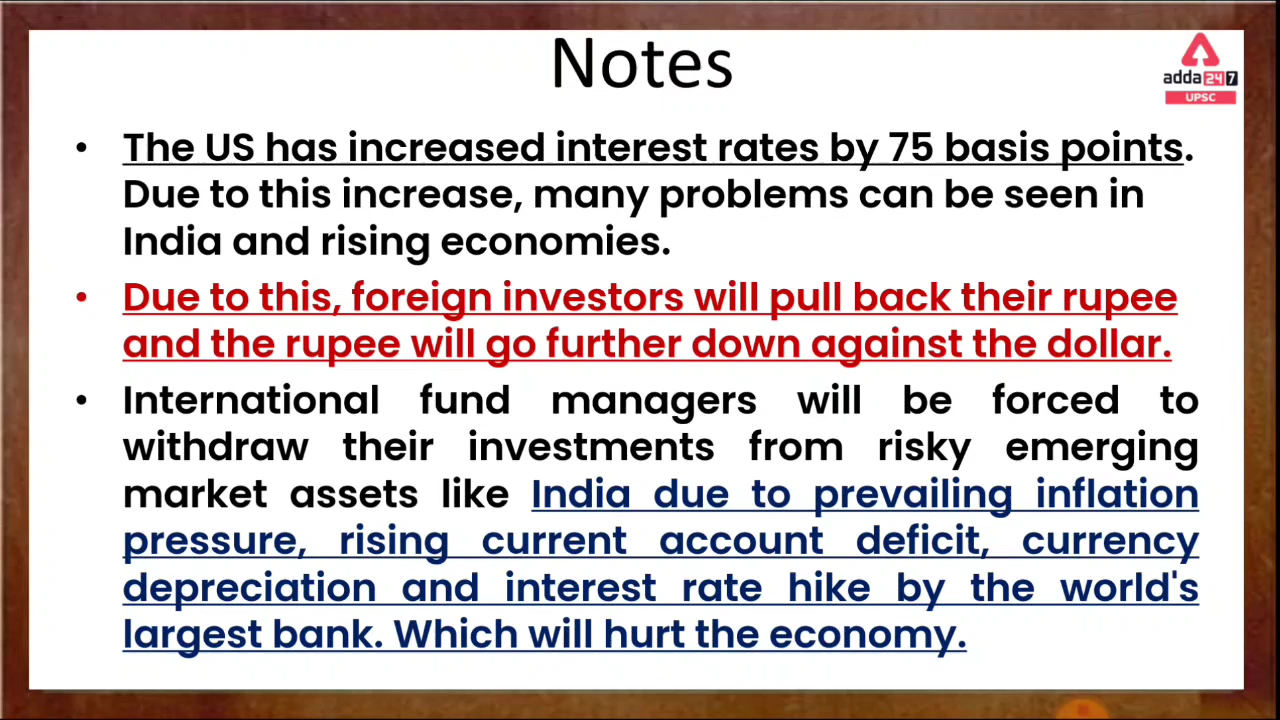 Notes
adda247
UPSC
• The US has increased interest rates by 75 basis points.
Due to this increase, many problems can be seen in
India and rising economies.
• Due to this, foreign investors will pull back their rupee
and the rupee will go further down against the dollar.
• International fund managers will be forced to
withdraw their investments from risky emerging
market assets like India due to prevailing inflation
pressure, rising current account deficit, currency
depreciation and interest rate hike by the world's
largest bank. Which will hurt the economy.